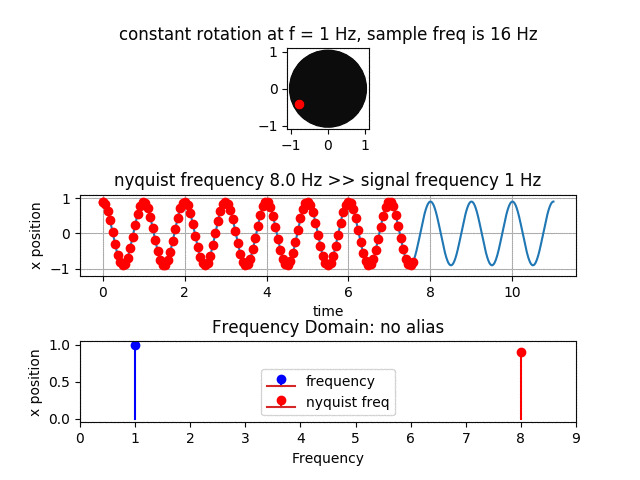 constant rotation at f = 1 Hz, sample freq is 16 Hz
1
0
−1
−1 0 1
nyquist frequency 8.0 Hz >> signal frequency 1 Hz
x position
1
0
−1
0 2 4 6 8 10
time
Frequency Domain: no alias
x position
1.0
0.5
0.0
frequency
nyquist freq
0 1 2 3 4 5 6 7 8 9
Frequency